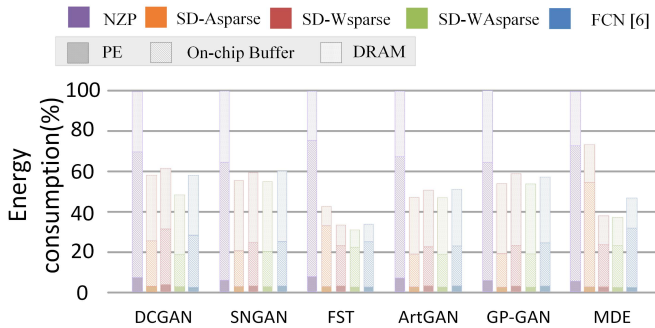 NZP SD-Asparse SD-Wsparse SD-WAsparse FCN [6]
PE On-chip Buffer DRAM
Energy
consumption(%)
100
80
60
40
20
0
DCGAN SNGAN FST ArtGAN GP-GAN MDE